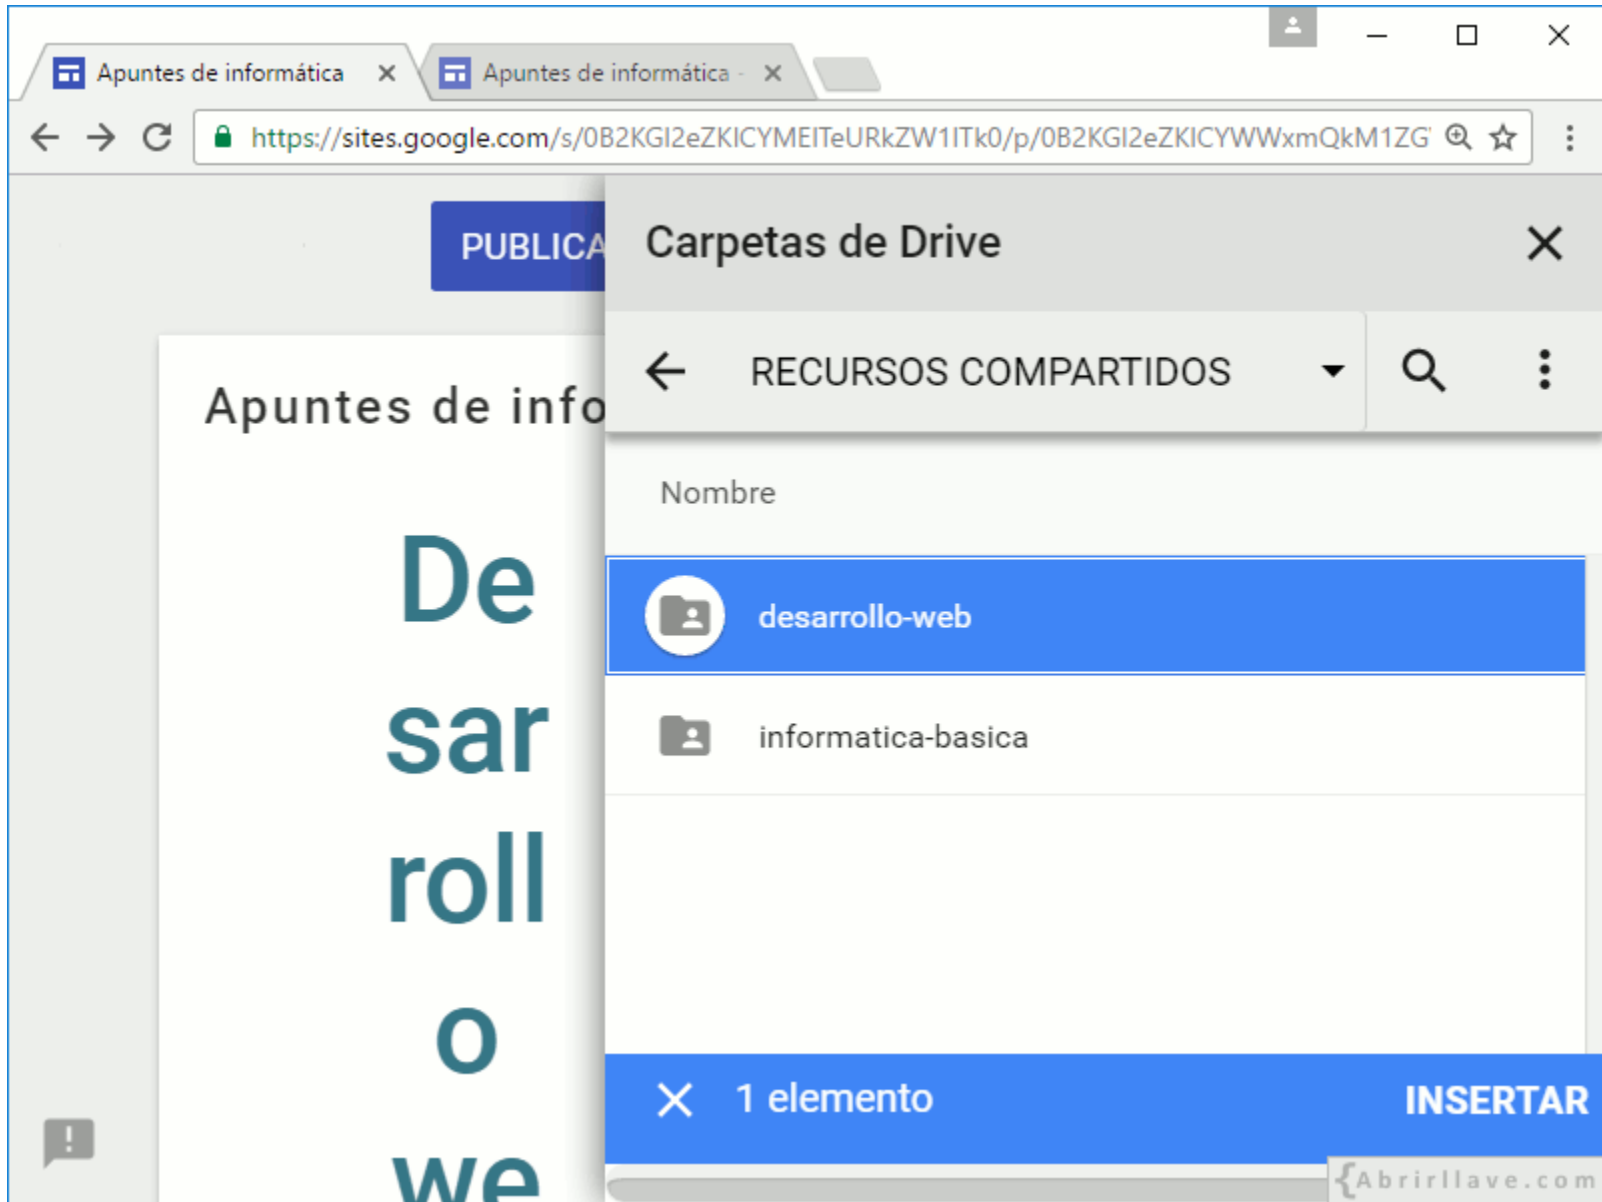 Apuntes de informática
Apuntes de informática -
https://sites.google.com/s/0B2KGI2eZKICYMEITeURkZW1ITk0/p/0B2KGI2eZKICYWWxmQkM1ZG
PUBLICA
Carpetas de Drive
RECURSOS COMPARTIDOS
Apuntes de info
Nombre
De
sar
roll
o
we
desarrollo-web
informatica-basica
1 elemento
INSERTAR
{Abrirllave.com